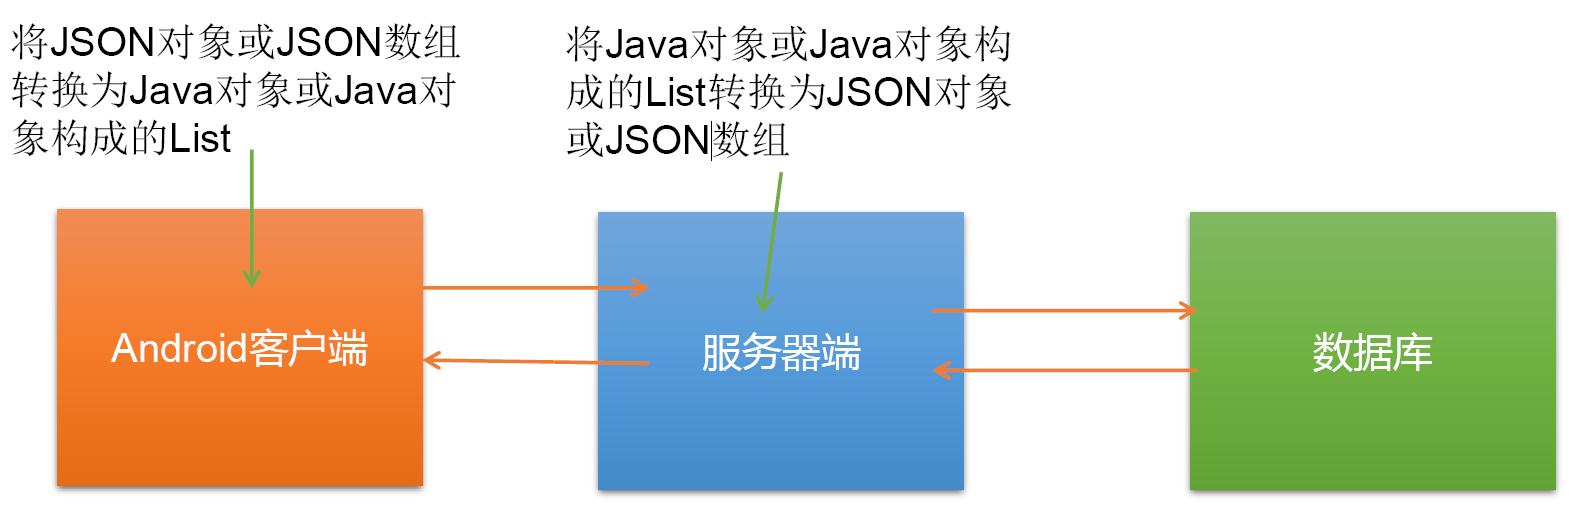 将JSON对象或JSON数组
转换为Java对象或Java对
象构成的List
将Java对象或Java对象构
成的List转换为JSON对象
或JSON数组
Android客户端
服务器端
数据库